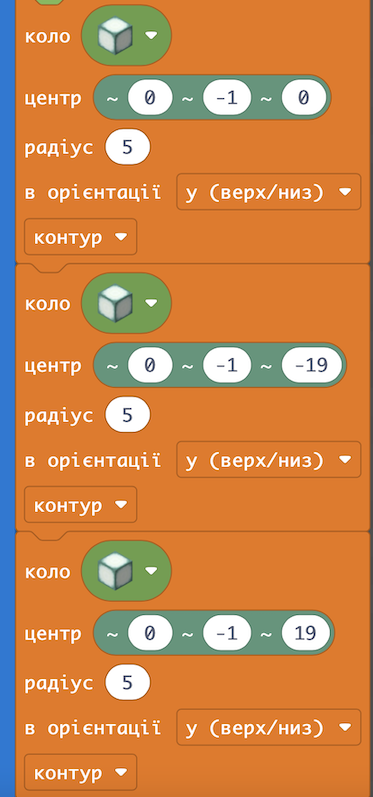 коло
центр ~ 0 ~ -1 ~ 0
радіус 5
в орієнтації y (верх/низ)
контур
коло
центр ~ 0 ~ -1 ~ -19
радіус 5
в орієнтації y (верх/низ)
контур
коло
центр ~ 0 ~ -1 ~ 19
радіус 5
в орієнтації y (верх/низ)
контур